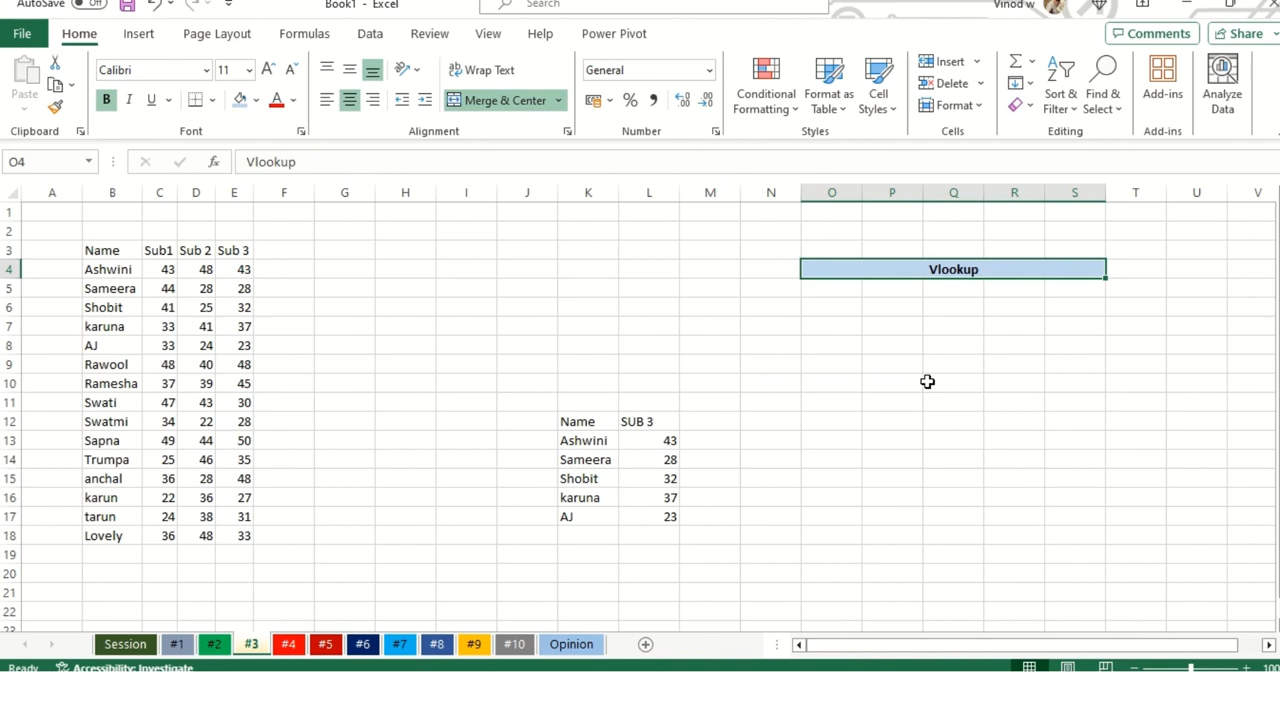 AutoSave Off Book1 - Excel Search Vinod w
File Home Insert Page Layout Formulas Data Review View Help Power Pivot Comments Share
Paste Calibri 11 Wrap Text General Conditional Formatting Format as Table Cell Styles Insert Delete Format Sort & Filter Find & Select Add-ins Analyze Data
B I U A Merge & Center % ,
Clipboard Font Alignment Number Styles Cells Editing Add-ins
O4 fx Vlookup
A B C D E F G H I J K L M N O P Q R S T U V
1
2
3 Name Sub1 Sub 2 Sub 3
4 Ashwini 43 48 43 Vlookup
5 Sameera 44 28 28
6 Shobit 41 25 32
7 karuna 33 41 37
8 AJ 33 24 23
9 Rawool 48 40 48
10 Ramesha 37 39 45
11 Swati 47 43 30
12 Swatmi 34 22 28 Name SUB 3
13 Sapna 49 44 50 Ashwini 43
14 Trumpa 25 46 35 Sameera 28
15 anchal 36 28 48 Shobit 32
16 karun 22 36 27 karuna 37
17 tarun 24 38 31 AJ 23
18 Lovely 36 48 33
19
20
21
22
23
Session #1 #2 #3 #4 #5 #6 #7 #8 #9 #10 Opinion
Ready Accessibility: Investigate 100